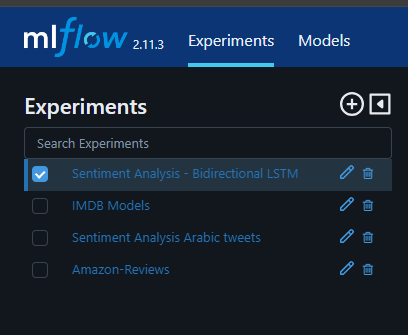 mlflow 2.11.3 Experiments Models
Experiments
Search Experiments
Sentiment Analysis - Bidirectional LSTM
IMDB Models
Sentiment Analysis Arabic tweets
Amazon-Reviews